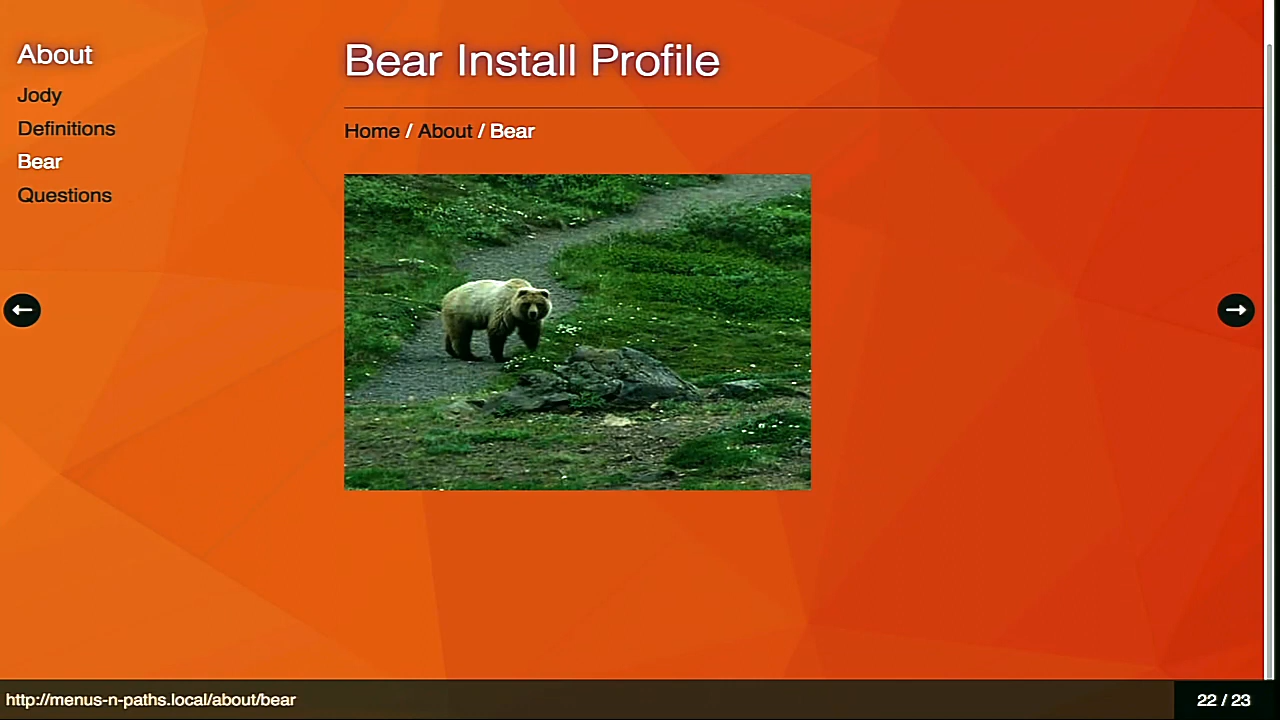 About
Jody
Definitions
Bear
Questions
Bear Install Profile
Home / About / Bear
http://menus-n-paths.local/about/bear
22 / 23